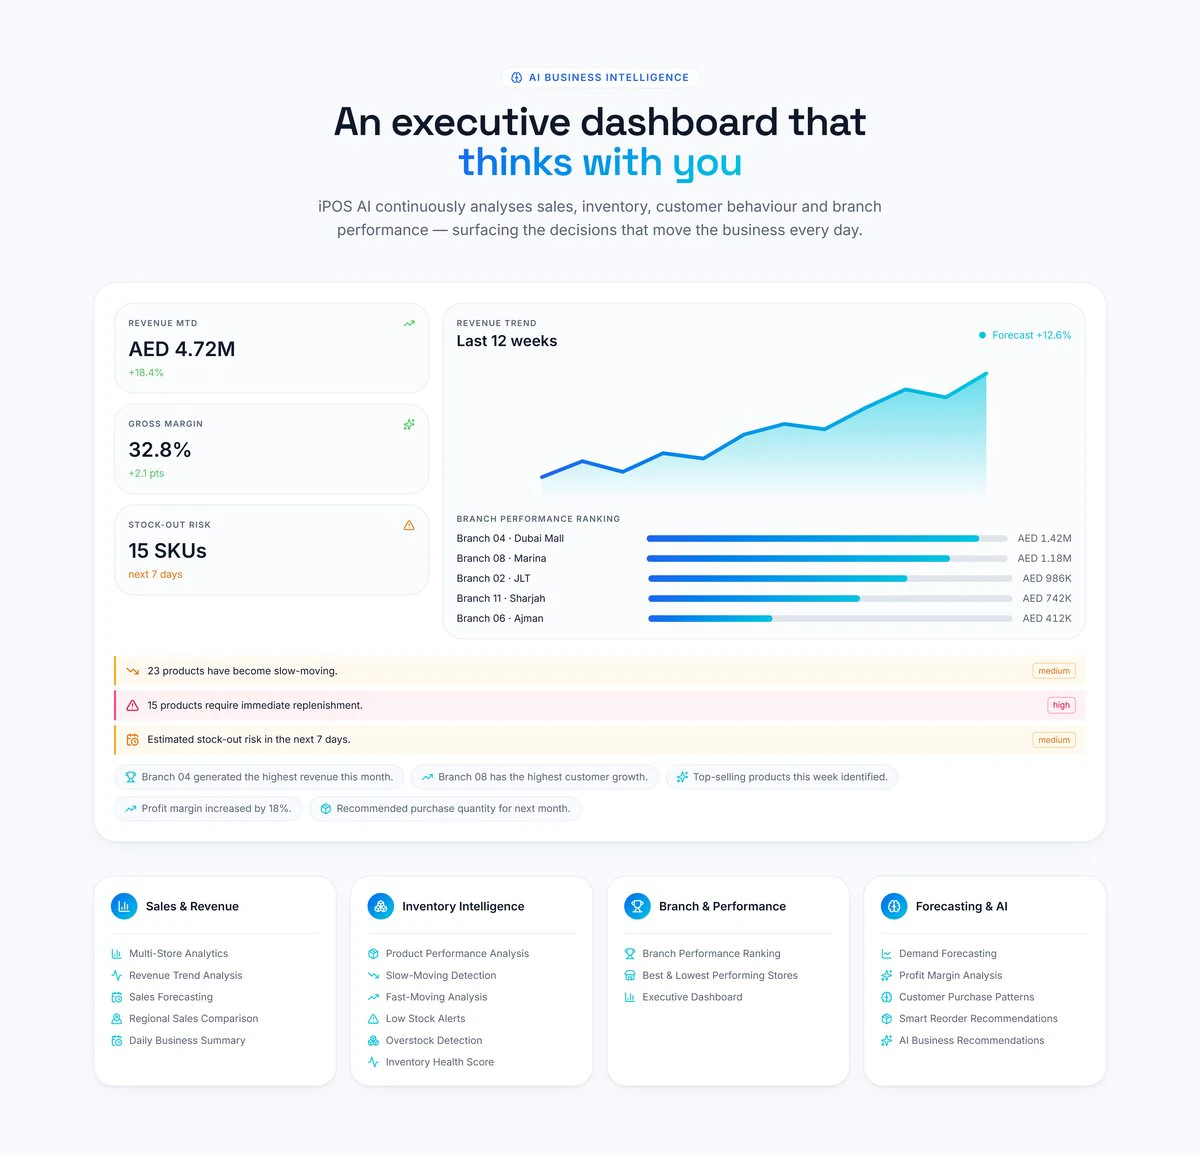 AI BUSINESS INTELLIGENCE
An executive dashboard that
thinks with you
iPOS AI continuously analyses sales, inventory, customer behaviour and branch
performance — surfacing the decisions that move the business every day.
REVENUE MTD
AED 4.72M
+18.4%
GROSS MARGIN
32.8%
+2.1 pts
STOCK-OUT RISK
15 SKUs
next 7 days
REVENUE TREND
Last 12 weeks
Forecast +12.6%
BRANCH PERFORMANCE RANKING
Branch 04 · Dubai Mall AED 1.42M
Branch 08 · Marina AED 1.18M
Branch 02 · JLT AED 986K
Branch 11 · Sharjah AED 742K
Branch 06 · Ajman AED 412K
23 products have become slow-moving. medium
15 products require immediate replenishment. high
Estimated stock-out risk in the next 7 days. medium
Branch 04 generated the highest revenue this month.
Branch 08 has the highest customer growth.
Top-selling products this week identified.
Profit margin increased by 18%.
Recommended purchase quantity for next month.
Sales & Revenue
Multi-Store Analytics
Revenue Trend Analysis
Sales Forecasting
Regional Sales Comparison
Daily Business Summary
Inventory Intelligence
Product Performance Analysis
Slow-Moving Detection
Fast-Moving Analysis
Low Stock Alerts
Overstock Detection
Inventory Health Score
Branch & Performance
Branch Performance Ranking
Best & Lowest Performing Stores
Executive Dashboard
Forecasting & AI
Demand Forecasting
Profit Margin Analysis
Customer Purchase Patterns
Smart Reorder Recommendations
AI Business Recommendations